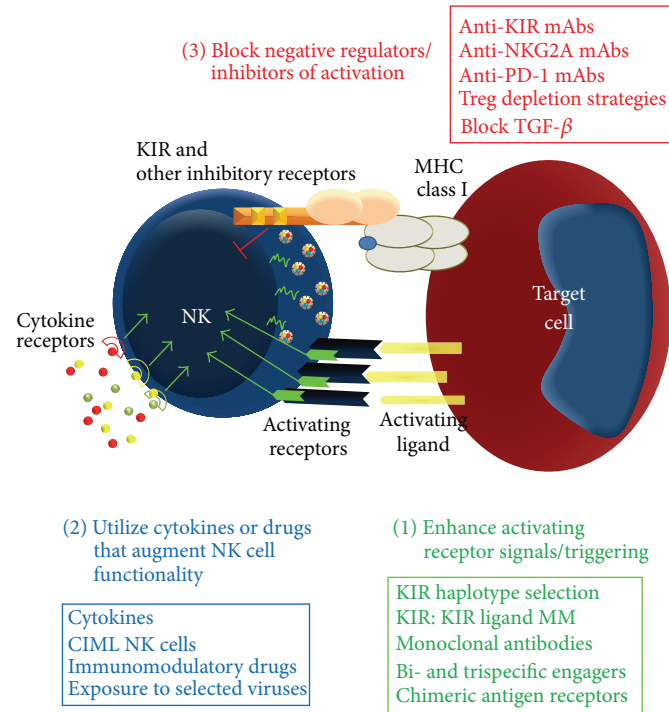 (3) Block negative regulators/
inhibitors of activation
Anti-KIR mAbs
Anti-NKG2A mAbs
Anti-PD-1 mAbs
Treg depletion strategies
Block TGF-β
KIR and
other inhibitory receptors
MHC
class I
NK
Target
cell
Cytokine
receptors
Activating
receptors
Activating
ligand
(2) Utilize cytokines or drugs
that augment NK cell
functionality
Cytokines
CIML NK cells
Immunomodulatory drugs
Exposure to selected viruses
(1) Enhance activating
receptor signals/triggering
KIR haplotype selection
KIR: KIR ligand MM
Monoclonal antibodies
Bi- and trispecific engagers
Chimeric antigen receptors